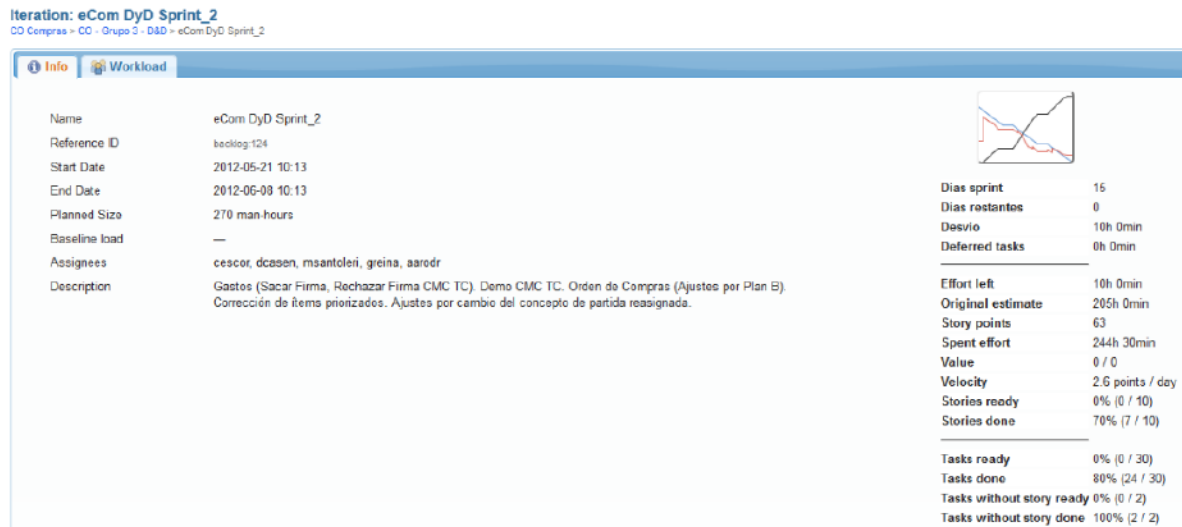 Iteration: eCom DyD Sprint_2
CO Compras > CO - Grupo 3 - D&D > eCom DyD Sprint_2
Info Workload
Name eCom DyD Sprint_2
Reference ID backlog:124
Start Date 2012-05-21 10:13
End Date 2012-06-08 10:13
Planned Size 270 man-hours
Baseline load —
Assignees cescor, dcasen, msantoleri, greina, aarodr
Description Gastos (Sacar Firma, Rechazar Firma CMC TC). Demo CMC TC. Orden de Compras (Ajustes por Plan B).
Corrección de ítems priorizados. Ajustes por cambio del concepto de partida reasignada.
Dias sprint 15
Dias restantes 0
Desvio 10h 0min
Deferred tasks 0h 0min
Effort left 10h 0min
Original estimate 205h 0min
Story points 63
Spent effort 244h 30min
Value 0 / 0
Velocity 2.6 points / day
Stories ready 0% (0 / 10)
Stories done 70% (7 / 10)
Tasks ready 0% (0 / 30)
Tasks done 80% (24 / 30)
Tasks without story ready 0% (0 / 2)
Tasks without story done 100% (2 / 2)